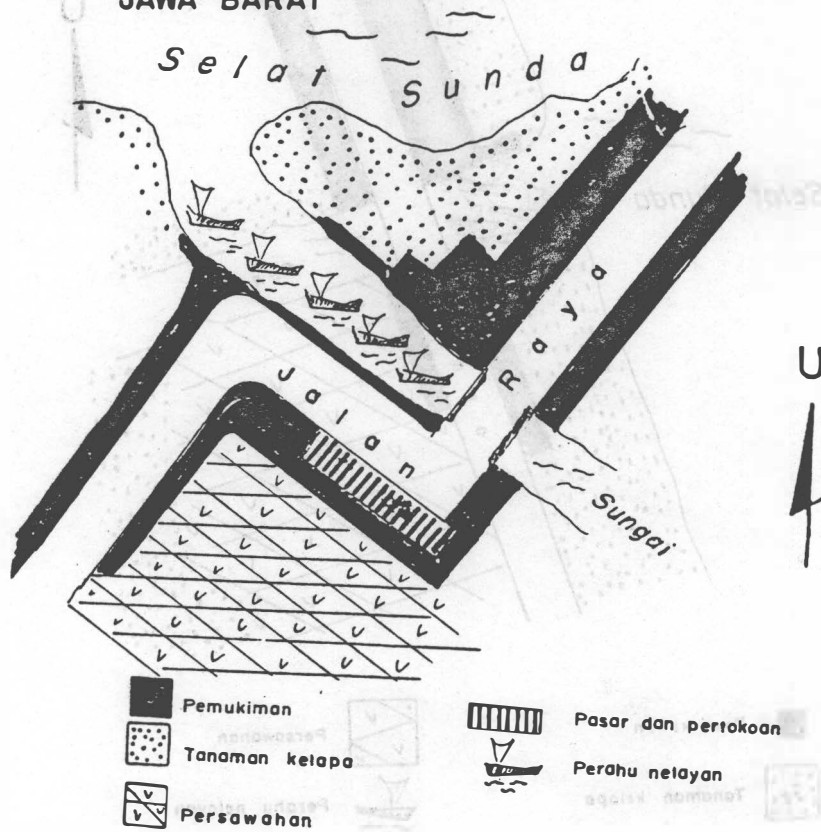 JAWA BARAT
Selat Sunda
Jalan Raya
Sungai
U
Pemukiman
Tanaman kelapa
Persawahan
Pasar dan pertokoan
Perahu nelayan